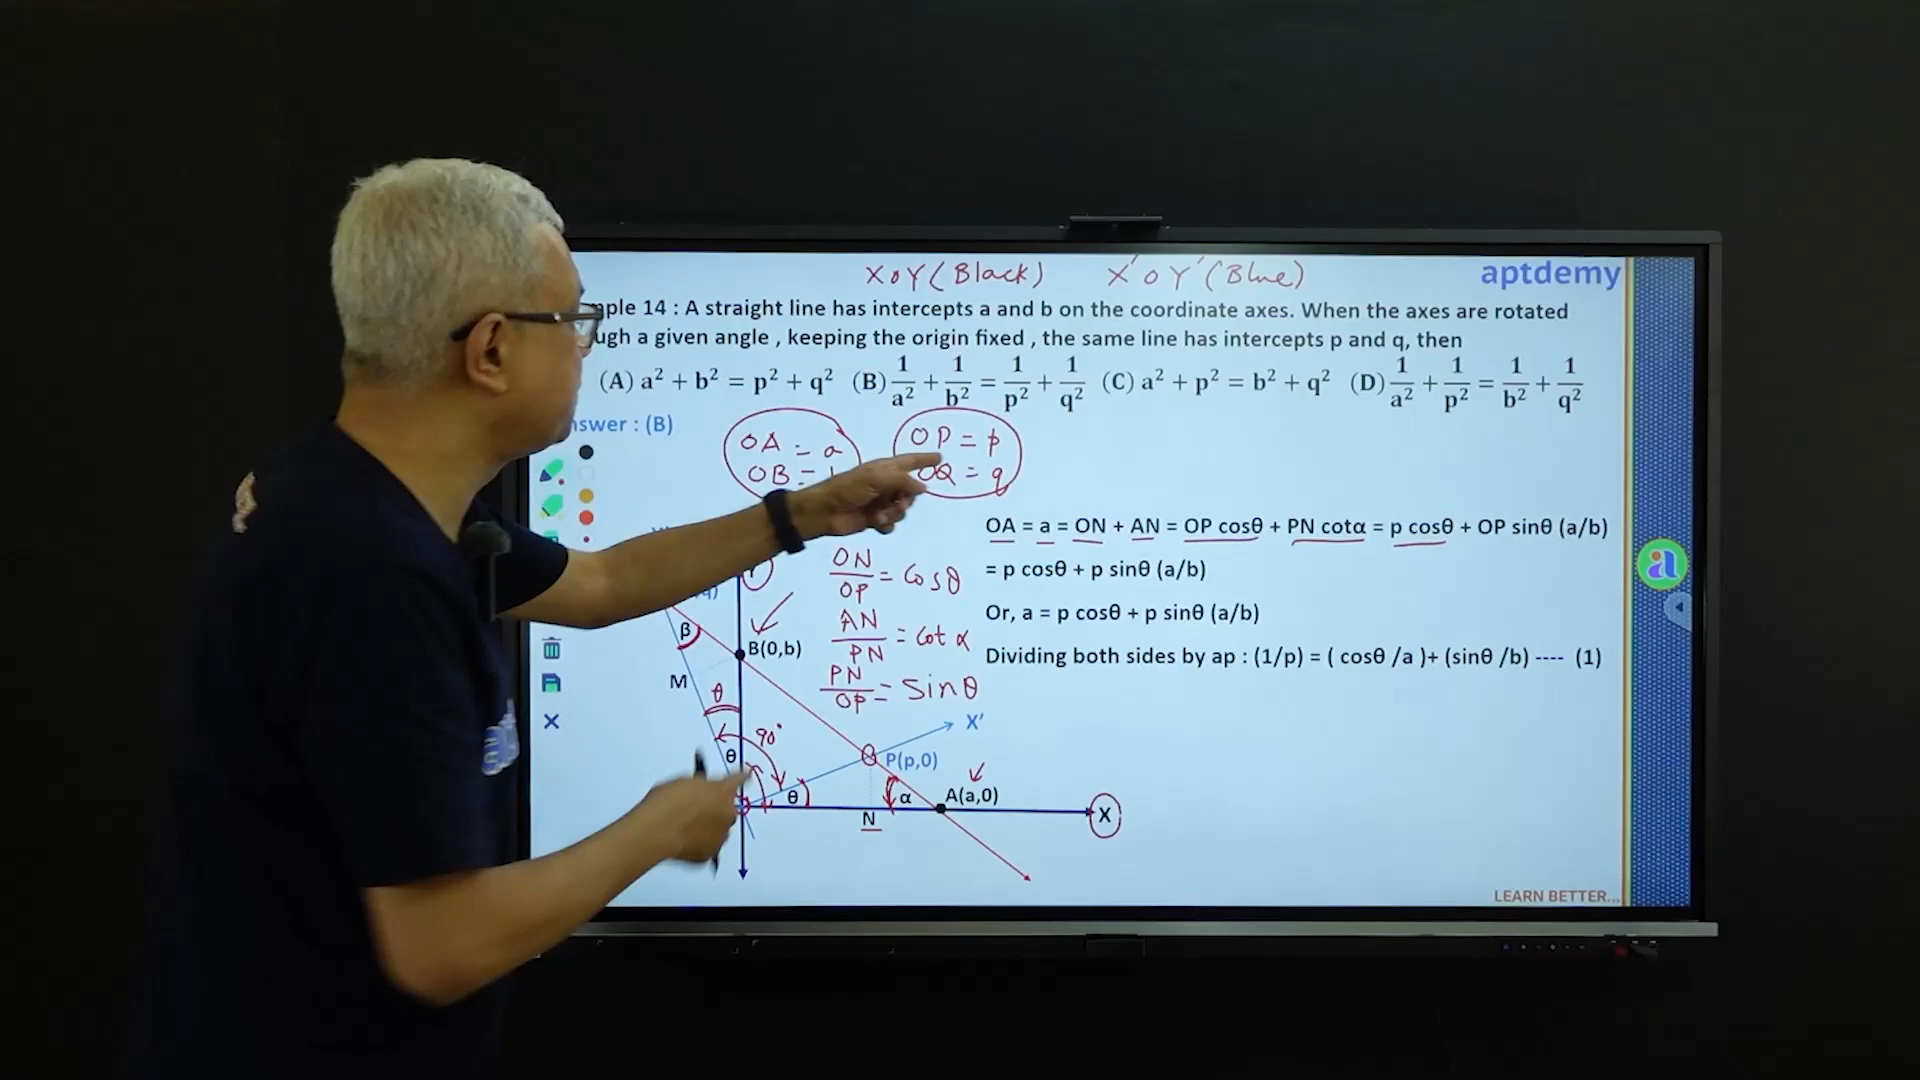 XOY (Black) X'OY' (Blue)
aptdemy
mple 14 : A straight line has intercepts a and b on the coordinate axes. When the axes are rotated
ugh a given angle , keeping the origin fixed , the same line has intercepts p and q, then
(A) a² + b² = p² + q² (B) 1/a² + 1/b² = 1/p² + 1/q² (C) a² + p² = b² + q² (D) 1/a² + 1/p² = 1/b² + 1/q²
nswer : (B)
OA = a
OB =
OP = p
OQ = q
OA = a = ON + AN = OP cosθ + PN cotα = p cosθ + OP sinθ (a/b)
= p cosθ + p sinθ (a/b)
Or, a = p cosθ + p sinθ (a/b)
Dividing both sides by ap : (1/p) = ( cosθ /a )+ (sinθ /b) ---- (1)
ON/OP = Cosθ
AN/PN = Cot α
PN/OP = Sinθ
Y
q)
β
B(0,b)
M
θ
90°
θ
X'
P(p,0)
θ
α
A(a,0)
N
X
a
LEARN BETTER...